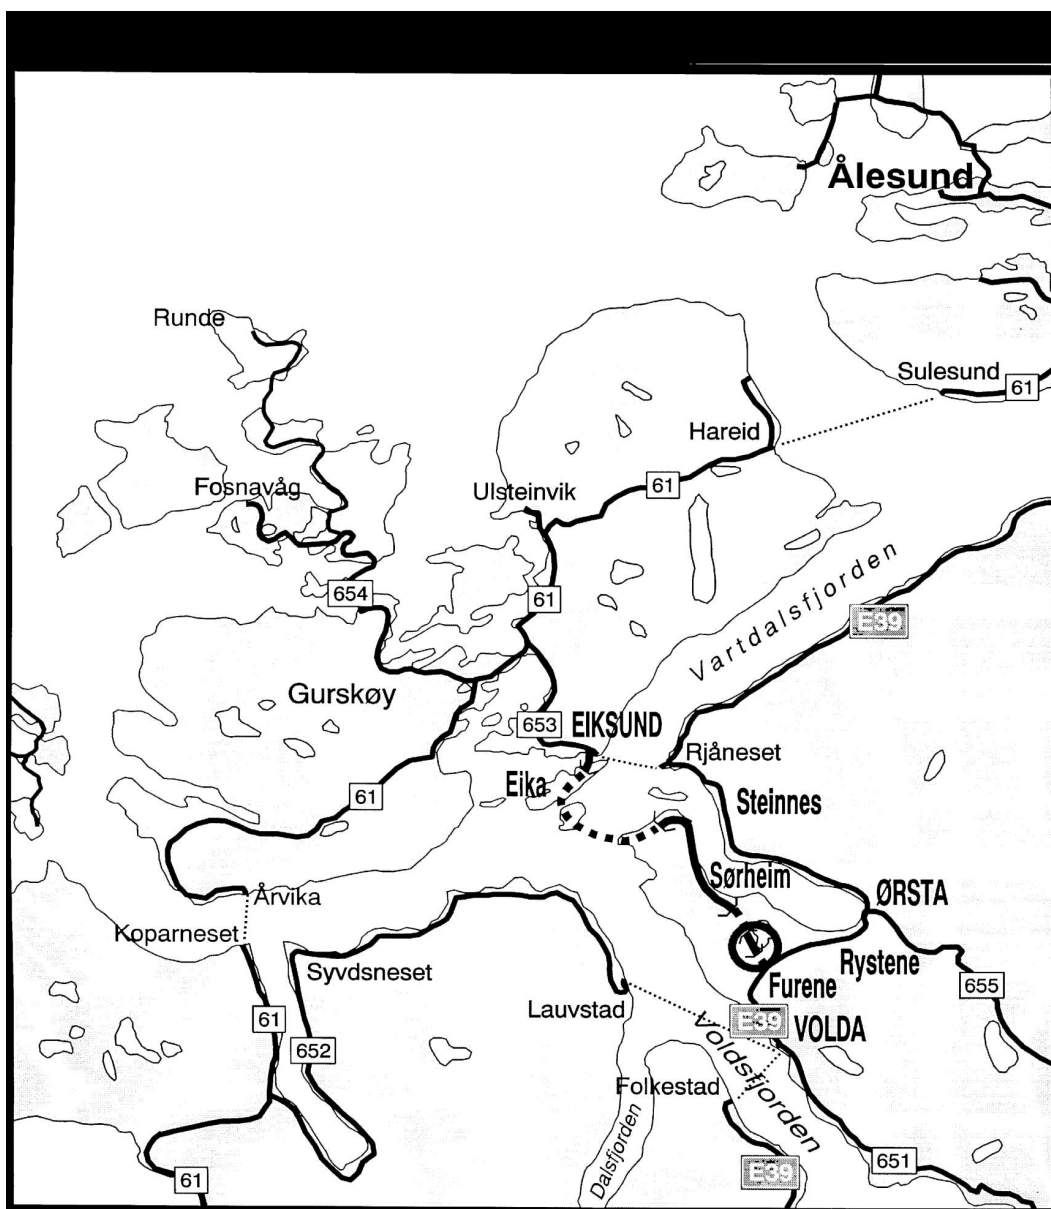 Ålesund
Runde
Sulesund
61
Hareid
Fosnavåg
Ulsteinvik
61
Vartdalsfjorden
654
61
E39
Gurskøy
653
EIKSUND
Rjåneset
Eika
61
Steinnes
Sørheim
Årvika
ØRSTA
Koparneset
Syvdsneset
Rystene
Furene
655
Lauvstad
61
E39
VOLDA
652
Voldsfjorden
Folkestad
Dalsfjorden
651
61
E39